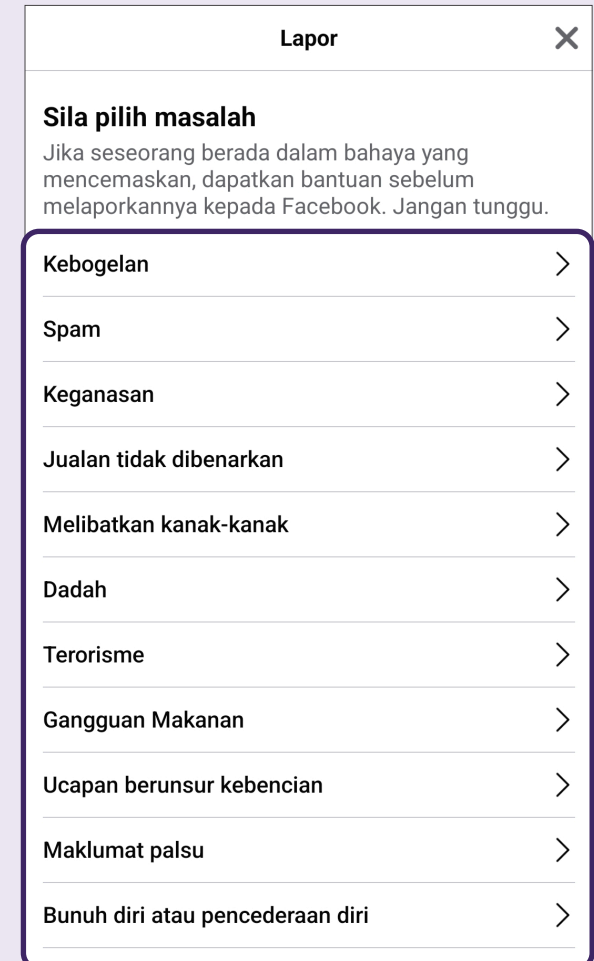 Lapor
Sila pilih masalah
Jika seseorang berada dalam bahaya yang
mencemaskan, dapatkan bantuan sebelum
melaporkannya kepada Facebook. Jangan tunggu.
Kebogelan
Spam
Keganasan
Jualan tidak dibenarkan
Melibatkan kanak-kanak
Dadah
Terorisme
Gangguan Makanan
Ucapan berunsur kebencian
Maklumat palsu
Bunuh diri atau pencederaan diri